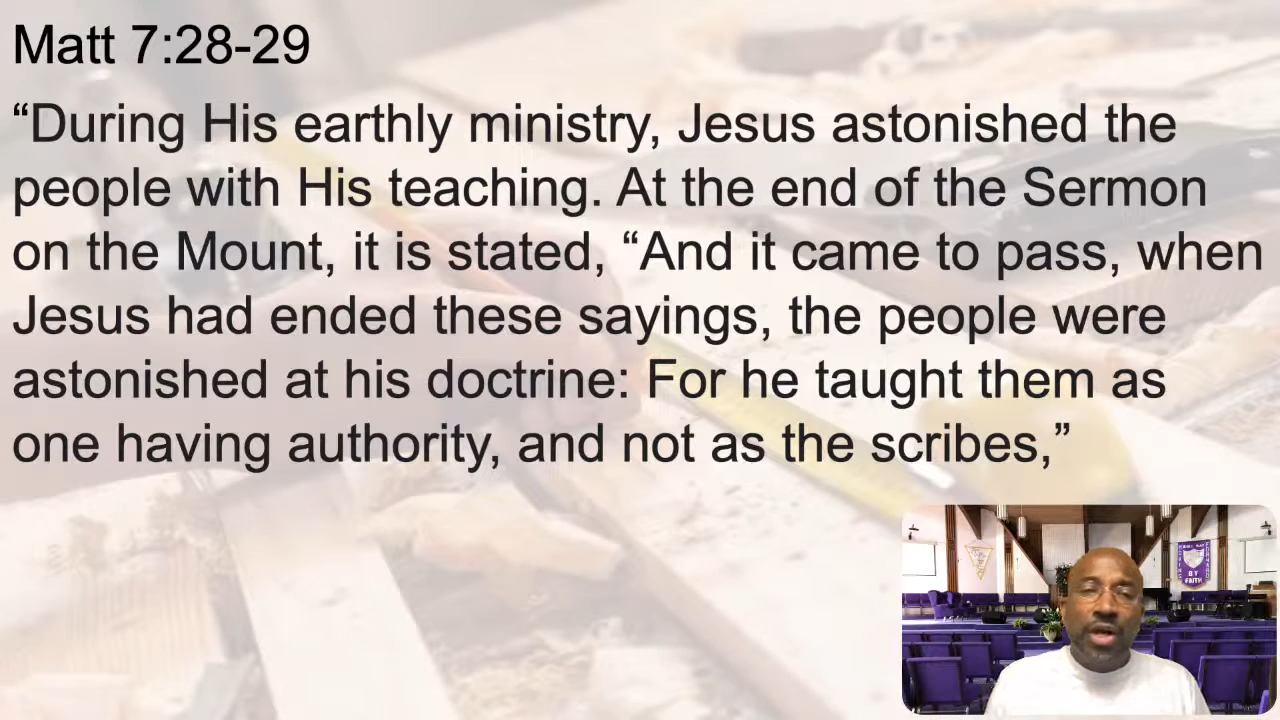 Matt 7:28-29
“During His earthly ministry, Jesus astonished the
people with His teaching. At the end of the Sermon
on the Mount, it is stated, “And it came to pass, when
Jesus had ended these sayings, the people were
astonished at his doctrine: For he taught them as
one having authority, and not as the scribes,”
BY
FAITH